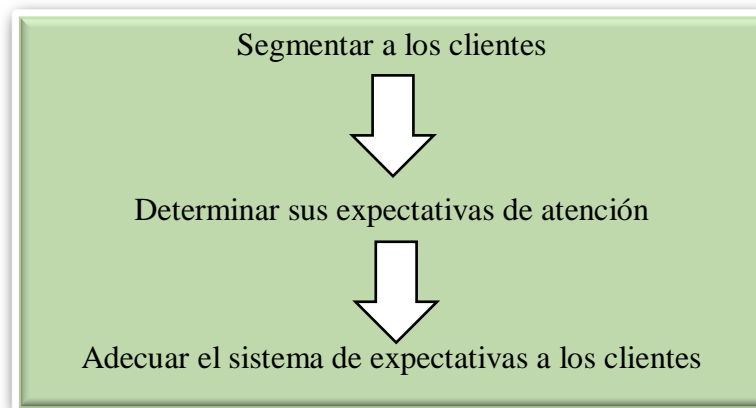 Segmentar a los clientes
Determinar sus expectativas de atención
Adecuar el sistema de expectativas a los clientes